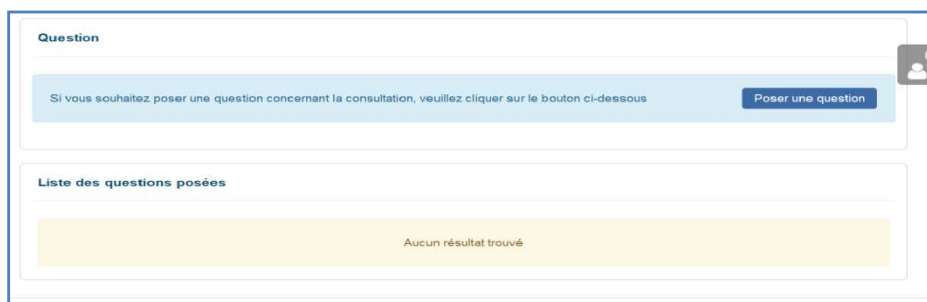 Question
Si vous souhaitez poser une question concernant la consultation, veuillez cliquer sur le bouton ci-dessous
Poser une question
Liste des questions posées
Aucun résultat trouvé